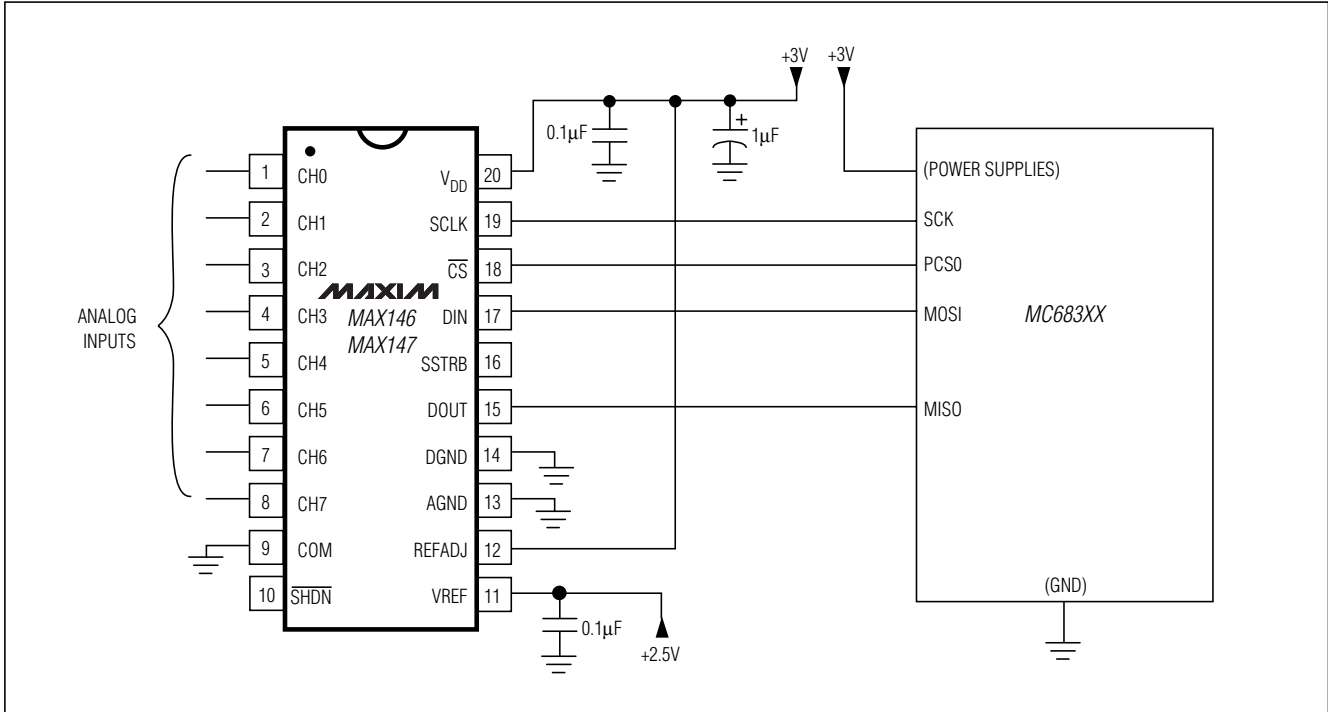 +3V
+3V
0.1µF
+
1µF
ANALOG
INPUTS
1
CH0
2
CH1
3
CH2
4
CH3
5
CH4
6
CH5
7
CH6
8
CH7
9
COM
10
SHDN
MAXIM
MAX146
MAX147
VDD
20
SCLK
19
CS
18
DIN
17
SSTRB
16
DOUT
15
DGND
14
AGND
13
REFADJ
12
VREF
11
0.1µF
+2.5V
(POWER SUPPLIES)
SCK
PCS0
MOSI
MC683XX
MISO
(GND)